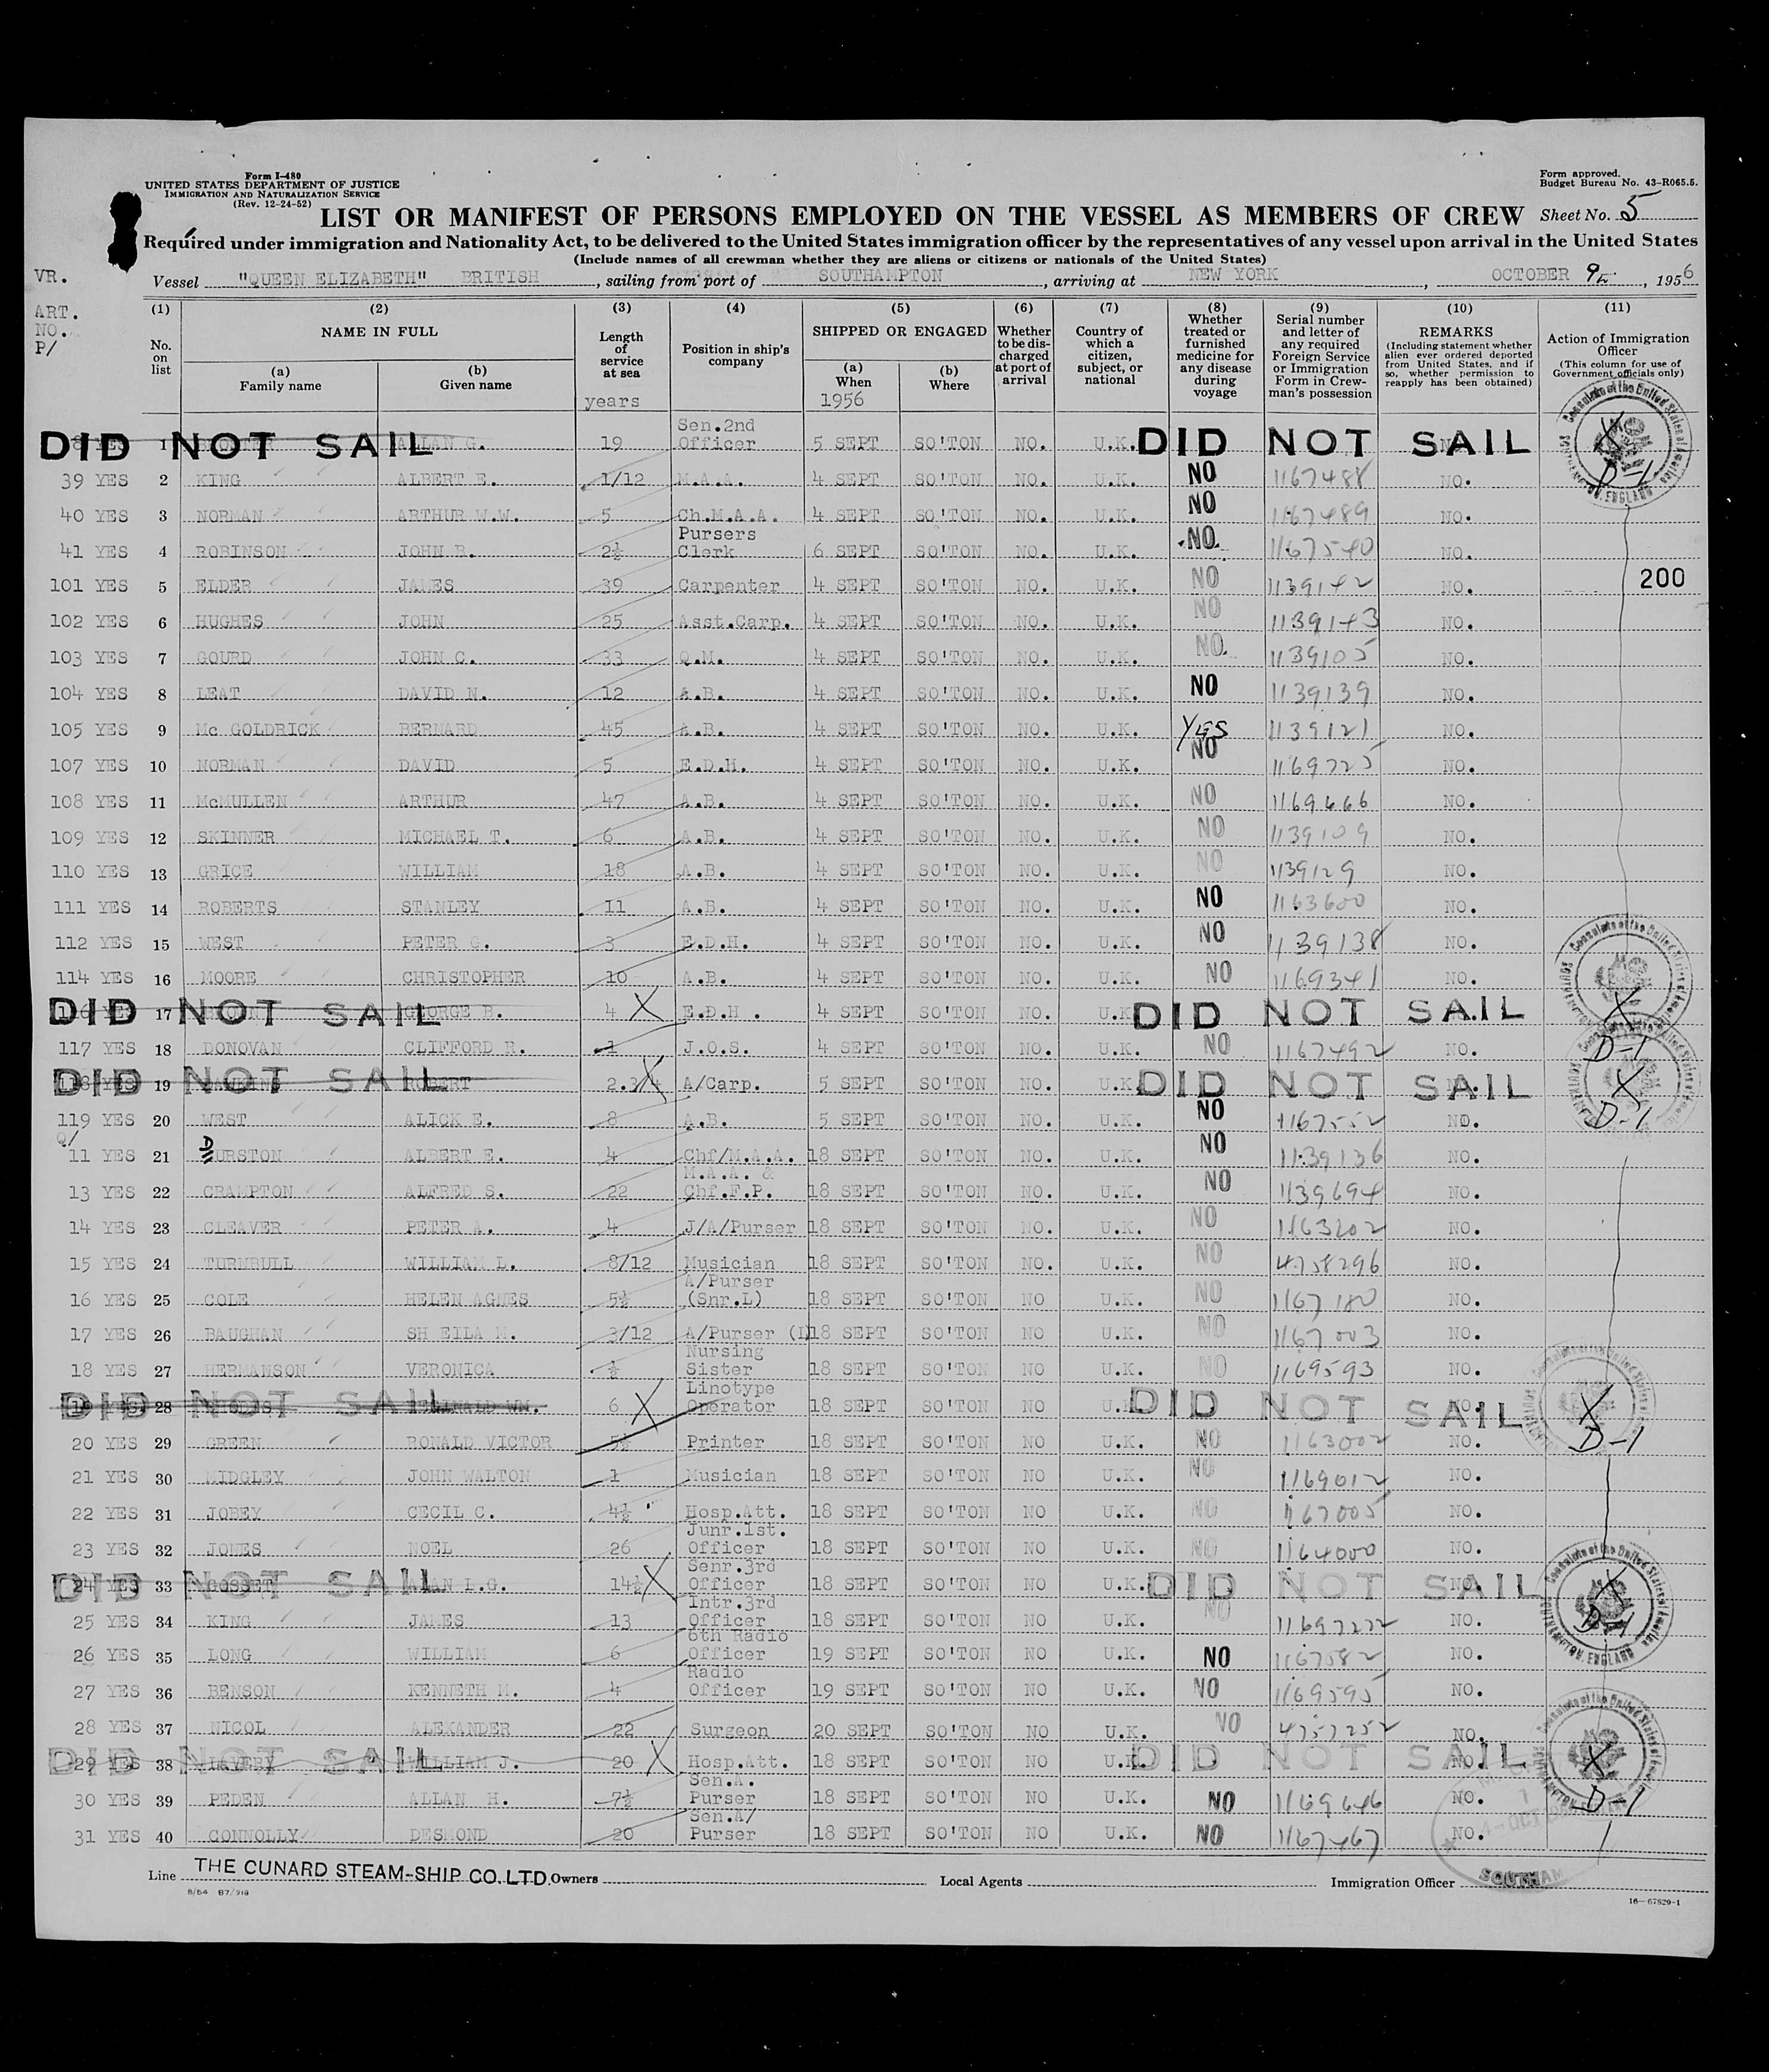 Form I-480
UNITED STATES DEPARTMENT OF JUSTICE
IMMIGRATION AND NATURALIZATION SERVICE
(Rev. 12-24-52)
Form approved.
Budget Bureau No. 43-R065.5.
LIST OR MANIFEST OF PERSONS EMPLOYED ON THE VESSEL AS MEMBERS OF CREW Sheet No. 5
Required under immigration and Nationality Act, to be delivered to the United States immigration officer by the representatives of any vessel upon arrival in the United States
(Include names of all crewman whether they are aliens or citizens or nationals of the United States)
VR. Vessel "QUEEN ELIZABETH" BRITISH, sailing from port of SOUTHAMPTON, arriving at NEW YORK, OCTOBER 9, 1956
ART.
NO.
P/
(1) No. on list
(2) NAME IN FULL (a) Family name (b) Given name
(3) Length of service at sea years
(4) Position in ship's company
(5) SHIPPED OR ENGAGED (a) When 1956 (b) Where
(6) Whether to be discharged at port of arrival
(7) Country of which a citizen, subject, or national
(8) Whether treated or furnished medicine for any disease during voyage
(9) Serial number and letter of any required Foreign Service or Immigration Form in Crewman's possession
(10) REMARKS (Including statement whether alien ever ordered deported from United States, and if so, whether permission to reapply has been obtained)
(11) Action of Immigration Officer (This column for use of Government officials only)
DID NOT SAIL 1 ALLAN G. 19 Sen.2nd Officer 5 SEPT SO'TON NO. U.K. DID NOT SAIL X D-1
39 YES 2 KING ALBERT E. 1/12 M.A.A. 4 SEPT SO'TON NO. U.K. NO 1167488 NO.
40 YES 3 NORMAN ARTHUR W.W. 5 Ch.M.A.A. 4 SEPT SO'TON NO. U.K. NO 1167489 NO.
41 YES 4 ROBINSON JOHN B. 2½ Pursers Clerk 6 SEPT SO'TON NO. U.K. NO. 1167540 NO.
101 YES 5 ELDER JAMES 39 Carpenter 4 SEPT SO'TON NO. U.K. NO 1139142 NO. 200
102 YES 6 HUGHES JOHN 25 Asst.Carp. 4 SEPT SO'TON NO. U.K. NO 1139143 NO.
103 YES 7 GOURD JOHN C. 33 Q.M. 4 SEPT SO'TON NO. U.K. NO. 1139105 NO.
104 YES 8 LEAT DAVID N. 12 A.B. 4 SEPT SO'TON NO. U.K. NO 1139139 NO.
105 YES 9 Mc GOLDRICK BERNARD 45 A.B. 4 SEPT SO'TON NO. U.K. YES 1139121 NO.
107 YES 10 NORMAN DAVID 5 E.D.H. 4 SEPT SO'TON NO. U.K. NO 1169725 NO.
108 YES 11 McMULLEN ARTHUR 47 A.B. 4 SEPT SO'TON NO. U.K. NO 1169666 NO.
109 YES 12 SKINNER MICHAEL T. 6 A.B. 4 SEPT SO'TON NO. U.K. NO 1139109 NO.
110 YES 13 GRICE WILLIAM 18 A.B. 4 SEPT SO'TON NO. U.K. NO 1139129 NO.
111 YES 14 ROBERTS STANLEY 11 A.B. 4 SEPT SO'TON NO. U.K. NO 1163600 NO.
112 YES 15 WEST PETER G. 3 E.D.H. 4 SEPT SO'TON NO. U.K. NO 1139138 NO.
114 YES 16 MOORE CHRISTOPHER 10 A.B. 4 SEPT SO'TON NO. U.K. NO 1169341 NO.
DID NOT SAIL 17 GEORGE B. 4 X E.D.H. 4 SEPT SO'TON NO. U.K. DID NOT SAIL X D-1
117 YES 18 DONOVAN CLIFFORD R. 1 J.O.S. 4 SEPT SO'TON NO. U.K. NO 1167492 NO.
DID NOT SAIL 19 ROBERT X A/Carp. 5 SEPT SO'TON NO. U.K. DID NOT SAIL X D-1
119 YES 20 WEST ALICK E. 8 A.B. 5 SEPT SO'TON NO. U.K. NO 1167552 NO.
Q/
11 YES 21 DURSTON ALBERT E. 4 Chf/M.A.A. 18 SEPT SO'TON NO. U.K. NO 1139136 NO.
13 YES 22 CRAMPTON ALFRED S. 22 M.A.A. & Chf.F.P. 18 SEPT SO'TON NO. U.K. NO 1139694 NO.
14 YES 23 CLEAVER PETER A. 4 J/A/Purser 18 SEPT SO'TON NO. U.K. NO 1163202 NO.
15 YES 24 TURNBULL WILLIAM L. 8/12 Musician 18 SEPT SO'TON NO. U.K. NO 4758296 NO.
16 YES 25 COLE HELEN AGNES 5½ A/Purser (Snr.L) 18 SEPT SO'TON NO U.K. NO 1167180 NO.
17 YES 26 BAUGHAN SH EILA M. 3/12 A/Purser (L) 18 SEPT SO'TON NO U.K. NO 1167003 NO.
18 YES 27 HERMANSON VERONICA ½ Nursing Sister 18 SEPT SO'TON NO U.K. NO 1169593 NO.
DID NOT SAIL 28 6 X Linotype Operator 18 SEPT SO'TON NO DID NOT SAIL X D-1
20 YES 29 GREEN RONALD VICTOR 5½ Printer 18 SEPT SO'TON NO U.K. NO 1163002 NO.
21 YES 30 MIDGLEY JOHN WALTON 1 Musician 18 SEPT SO'TON NO U.K. NO 1169012 NO.
22 YES 31 JOBEY CECIL C. 4½ Hosp.Att. 18 SEPT SO'TON NO U.K. NO 1167005 NO.
23 YES 32 JONES NOEL 26 Junr.1st. Officer 18 SEPT SO'TON NO U.K. NO 1164000 NO.
24 YES DID NOT SAIL 33 L.G. 14½ X Senr.3rd Officer 18 SEPT SO'TON NO U.K. DID NOT SAIL X D-1
25 YES 34 KING JAMES 13 Intr.3rd Officer 18 SEPT SO'TON NO U.K. NO 1169722 NO.
26 YES 35 LONG WILLIAM 6 6th Radio Officer 19 SEPT SO'TON NO U.K. NO 1167582 NO.
27 YES 36 BENSON KENNETH M. 4 Radio Officer 19 SEPT SO'TON NO U.K. NO 1169595 NO.
28 YES 37 NICOL ALEXANDER 22 Surgeon 20 SEPT SO'TON NO U.K. NO 4757252 NO.
29 YES DID NOT SAIL 38 LAVERY WILLIAM J. 20 X Hosp.Att. 18 SEPT SO'TON NO U.K. DID NOT SAIL NO. X D-1
30 YES 39 PEDEN ALLAN H. 7½ Sen.A. Purser 18 SEPT SO'TON NO U.K. NO 1169646 NO.
31 YES 40 CONNOLLY DESMOND 20 Sen.A/ Purser 18 SEPT SO'TON NO U.K. NO 1167467 NO.
Line THE CUNARD STEAM-SHIP CO. LTD. Owners Local Agents Immigration Officer
16-67829-1